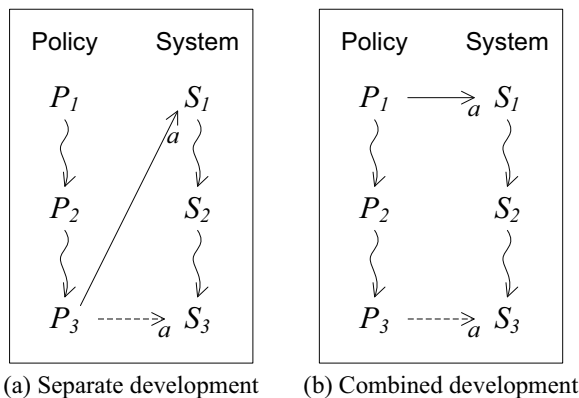 Policy System Policy System
P1 S1 P1 S1
a a
P2 S2 P2 S2
P3 S3 P3 S3
a a
(a) Separate development (b) Combined development